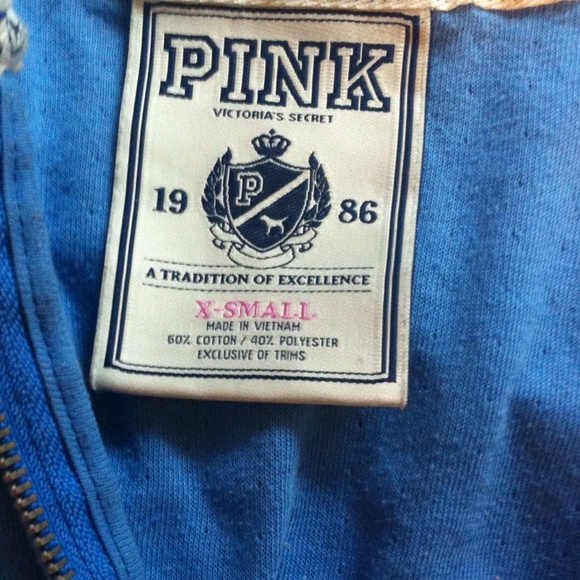 PINK
VICTORIA'S SECRET
P
19 86
A TRADITION OF EXCELLENCE
X-SMALL
MADE IN VIETNAM
60% COTTON / 40% POLYESTER
EXCLUSIVE OF TRIMS